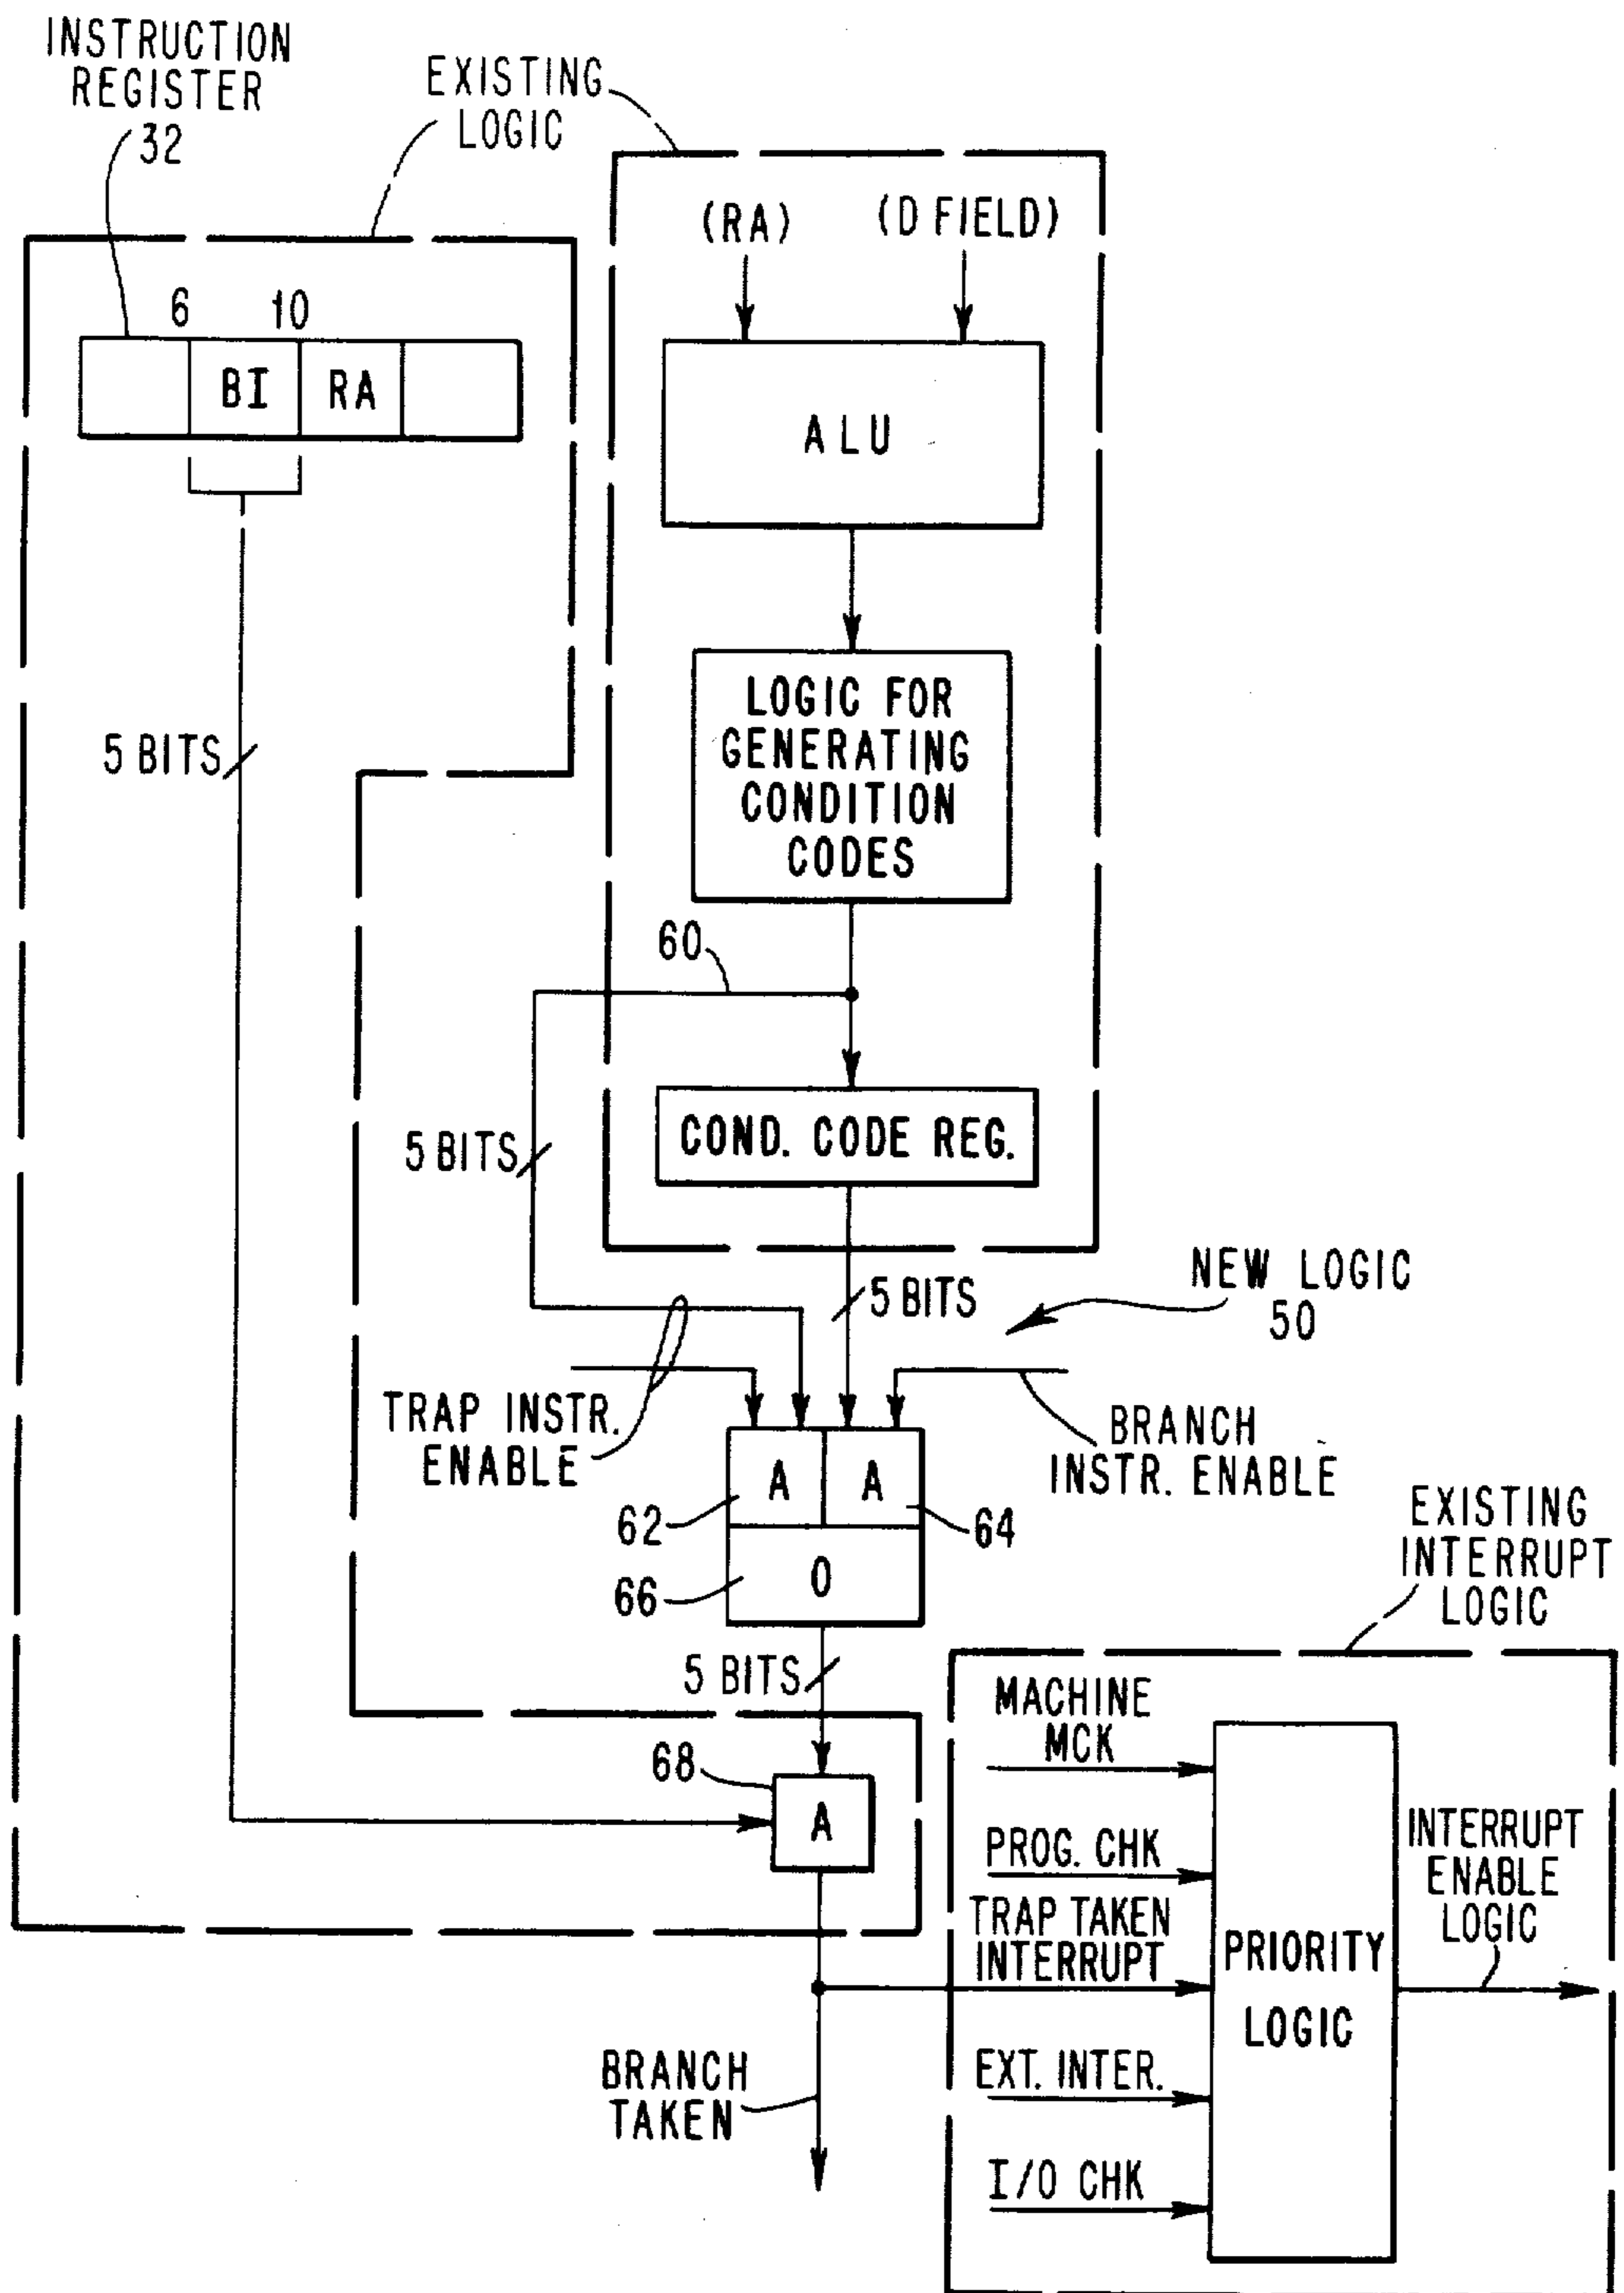 INSTRUCTION
REGISTER
32
EXISTING
LOGIC
(RA)
(D FIELD)
6
10
BI
RA
ALU
LOGIC FOR
GENERATING
CONDITION
CODES
5 BITS
60
5 BITS
COND. CODE REG.
5 BITS
NEW LOGIC
50
TRAP INSTR.
ENABLE
BRANCH
INSTR. ENABLE
A
A
62
64
66
O
5 BITS
EXISTING
INTERRUPT
LOGIC
68
A
MACHINE
MCK
PROG. CHK
TRAP TAKEN
INTERRUPT
EXT. INTER.
I/O CHK
PRIORITY
LOGIC
INTERRUPT
ENABLE
LOGIC
BRANCH
TAKEN